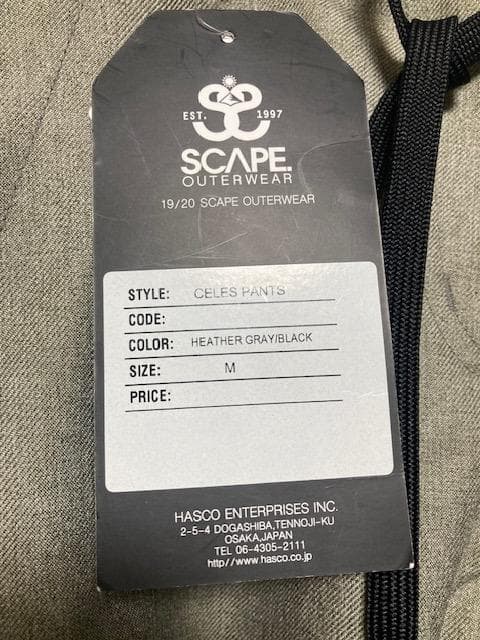 EST. 1997
SCAPE.
OUTERWEAR
19/20 SCAPE OUTERWEAR
STYLE: CELES PANTS
CODE:
COLOR: HEATHER GRAY/BLACK
SIZE: M
PRICE:
HASCO ENTERPRISES INC.
2-5-4 DOGASHIBA,TENNOJI-KU
OSAKA,JAPAN
TEL 06-4305-2111
http//www.hasco.co.jp